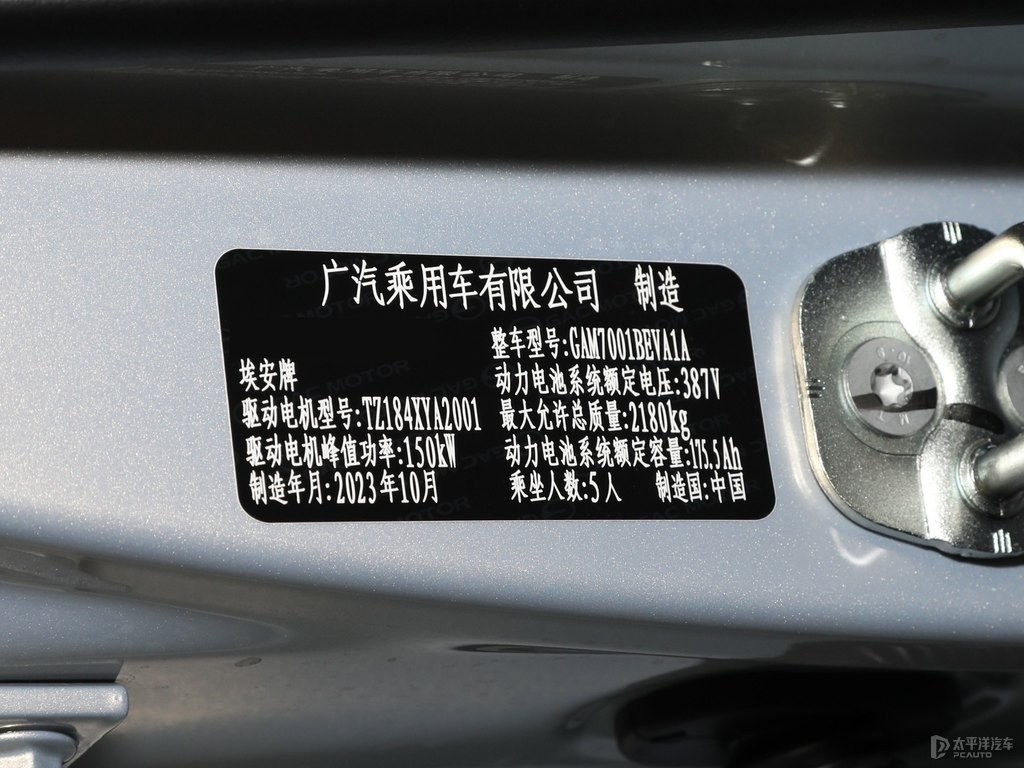 广汽乘用车有限公司 制造
整车型号:GAM7001BEVA1A
埃安牌
动力电池系统额定电压:387V
驱动电机型号:TZ184XYA2001
最大允许总质量:2180kg
驱动电机峰值功率:150kW
动力电池系统额定容量:175.5Ah
制造年月:2023年10月
乘坐人数:5人 制造国:中国
太平洋汽车
PCAUTO